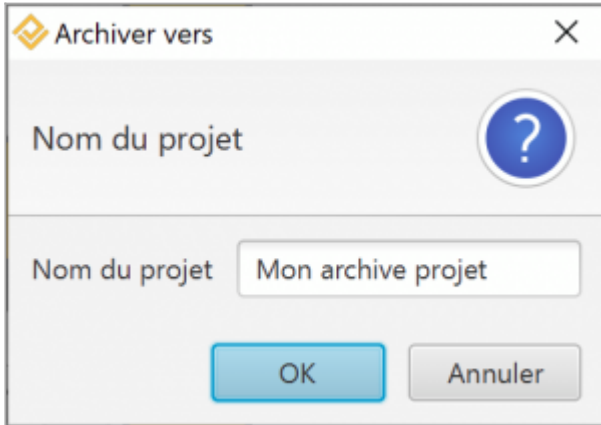 Archiver vers
Nom du projet
?
Nom du projet Mon archive projet
OK Annuler